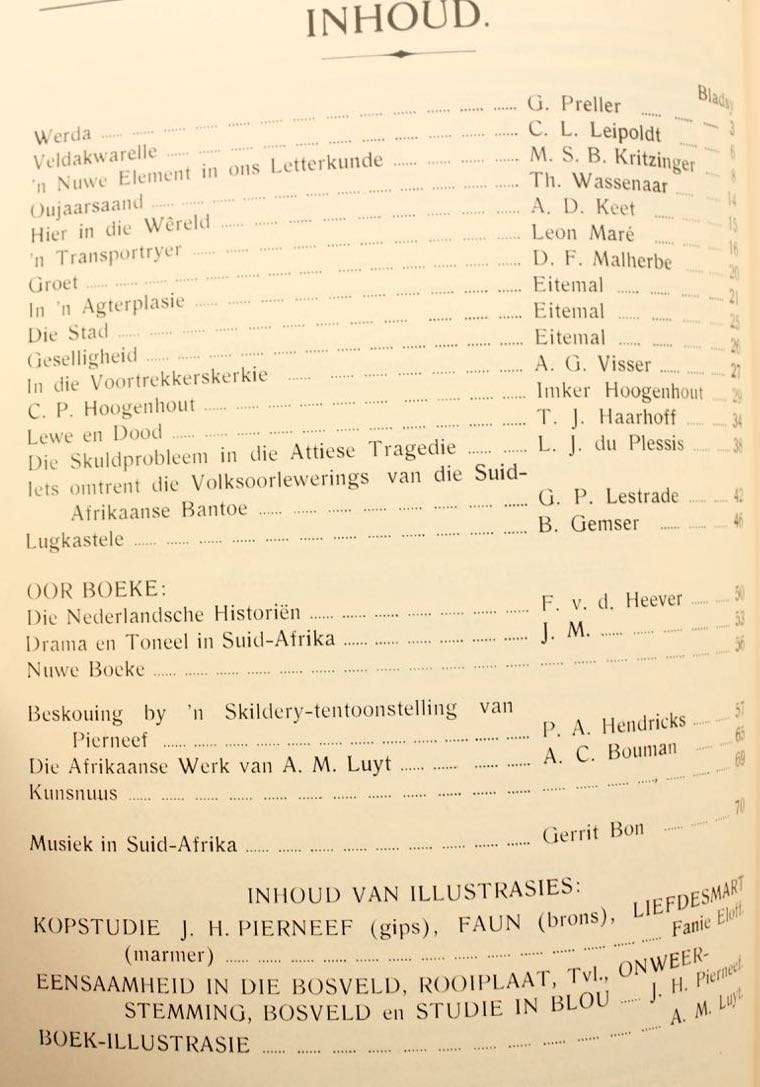 INHOUD.
Bladsy
Werda ...... G. Preller ...... 3
Veldakwarelle ...... C. L. Leipoldt ...... 6
'n Nuwe Element in ons Letterkunde ...... M. S. B. Kritzinger ...... 8
Oujaarsaand ...... Th. Wassenaar ...... 14
Hier in die Wêreld ...... A. D. Keet ...... 15
'n Transportryer ...... Leon Maré ...... 16
Groet ...... D. F. Malherbe ...... 20
In 'n Agterplasie ...... Eitemal ...... 21
Die Stad ...... Eitemal ...... 25
Geselligheid ...... Eitemal ...... 26
In die Voortrekkerskerkie ...... A. G. Visser ...... 27
C. P. Hoogenhout ...... Imker Hoogenhout ...... 29
Lewe en Dood ...... T. J. Haarhoff ...... 34
Die Skuldprobleem in die Attiese Tragedie ...... L. J. du Plessis ...... 38
Iets omtrent die Volksoorlewerings van die Suid-
Afrikaanse Bantoe ...... G. P. Lestrade ...... 42
Lugkastele ...... B. Gemser ...... 46
OOR BOEKE:
Die Nederlandsche Historiën ...... F. v. d. Heever ...... 50
Drama en Toneel in Suid-Afrika ...... J. M. ...... 53
Nuwe Boeke ...... 56
Beskouing by 'n Skildery-tentoonstelling van
Pierneef ...... P. A. Hendricks ...... 57
Die Afrikaanse Werk van A. M. Luyt ...... A. C. Bouman ...... 65
Kunsnuus ...... 69
Musiek in Suid-Afrika ...... Gerrit Bon ...... 70
INHOUD VAN ILLUSTRASIES:
KOPSTUDIE J. H. PIERNEEF (gips), FAUN (brons), LIEFDESMART
(marmer) ...... Fanie Eloff.
EENSAAMHEID IN DIE BOSVELD, ROOIPLAAT, Tvl., ONWEER-
STEMMING, BOSVELD en STUDIE IN BLOU ...... J. H. Pierneef.
BOEK-ILLUSTRASIE ...... A. M. Luyt.